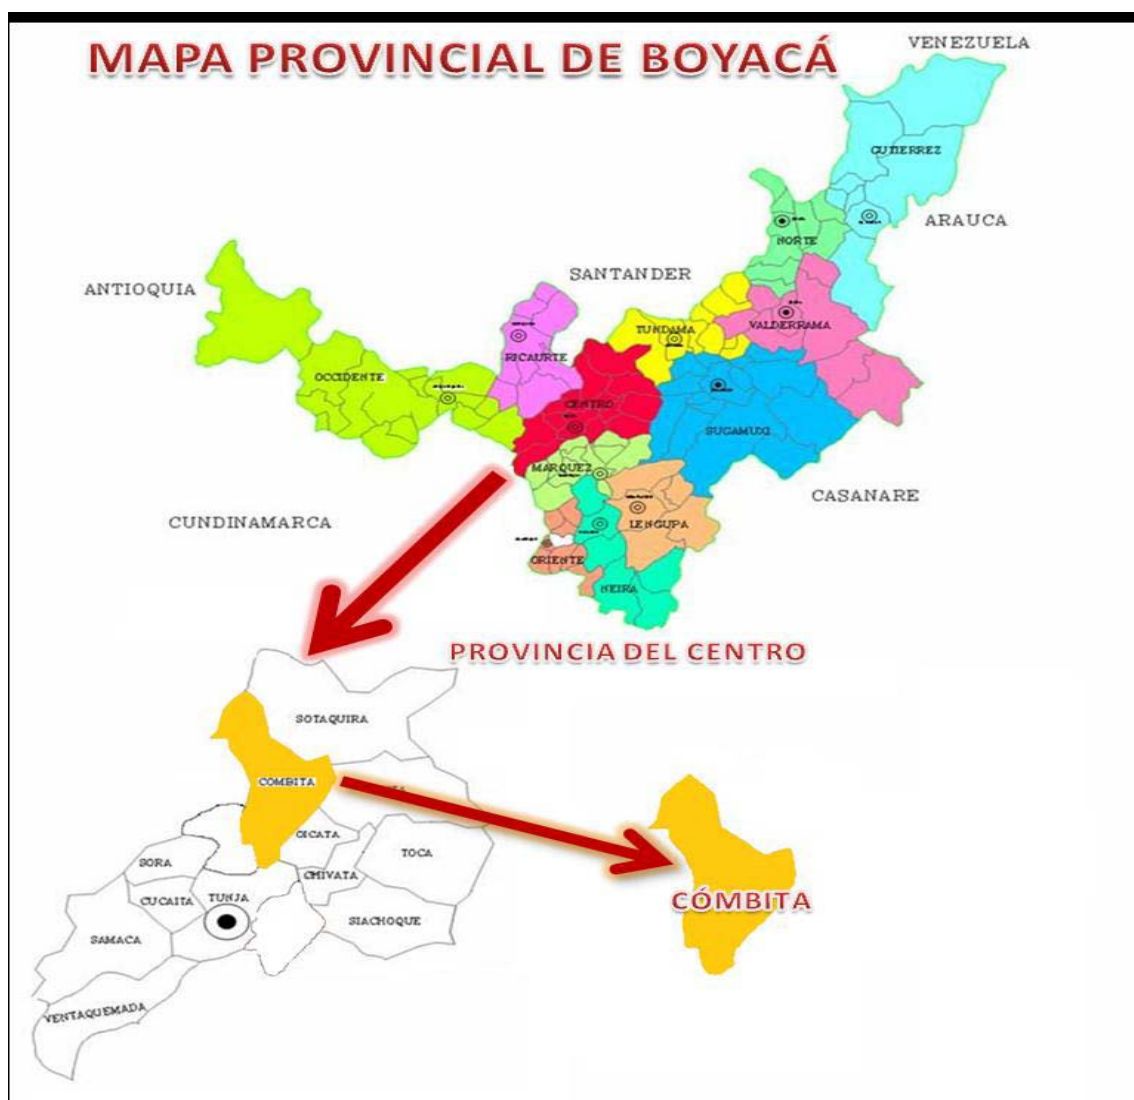 MAPA PROVINCIAL DE BOYACÁ
VENEZUELA
GUTIERREZ
ARAUCA
NORTE
SANTANDER
ANTIOQUIA
VALDERRAMA
TUNDAMA
RICAURTE
OCCIDENTE
CENTRO
SUGAMUXI
MARQUEZ
CASANARE
CUNDINAMARCA
LENGUPA
ORIENTE
NEIRA
PROVINCIA DEL CENTRO
SOTAQUIRA
COMBITA
OICATA
TOCA
SORA
CHIVATA
CUCAITA
TUNJA
CÓMBITA
SIACHOQUE
SAMACA
VENTAQUEMADA